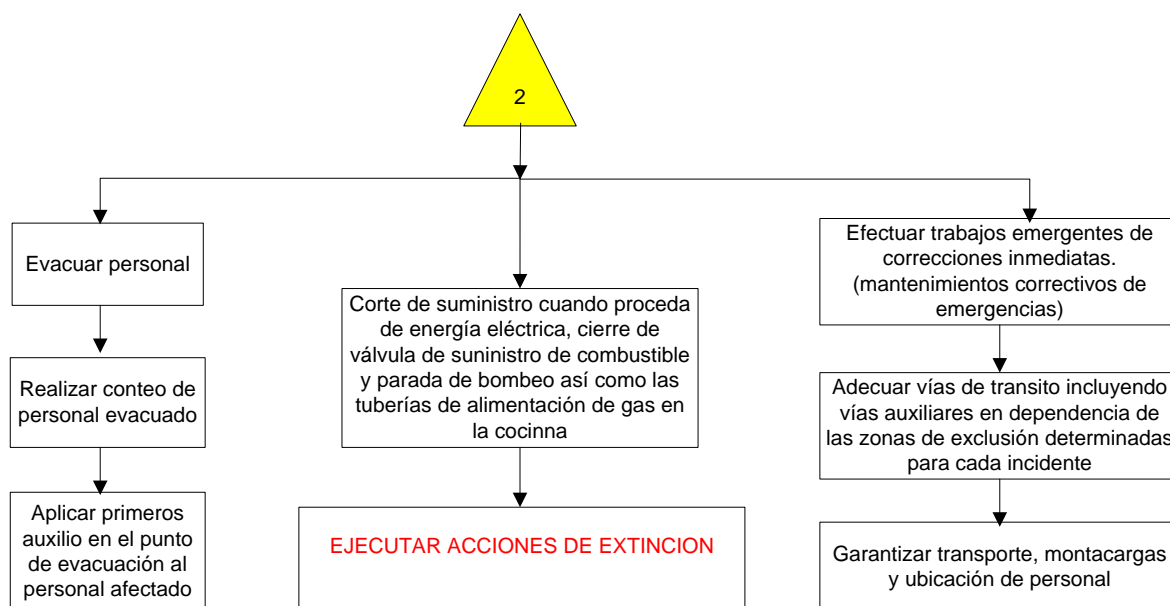 2
Evacuar personal
Realizar conteo de
personal evacuado
Aplicar primeros
auxilio en el punto
de evacuación al
personal afectado
Corte de suministro cuando proceda
de energía eléctrica, cierre de
válvula de suninistro de combustible
y parada de bombeo así como las
tuberías de alimentación de gas en
la cocinna
EJECUTAR ACCIONES DE EXTINCION
Efectuar trabajos emergentes de
correcciones inmediatas.
(mantenimientos correctivos de
emergencias)
Adecuar vías de transito incluyendo
vías auxiliares en dependencia de
las zonas de exclusión determinadas
para cada incidente
Garantizar transporte, montacargas
y ubicación de personal